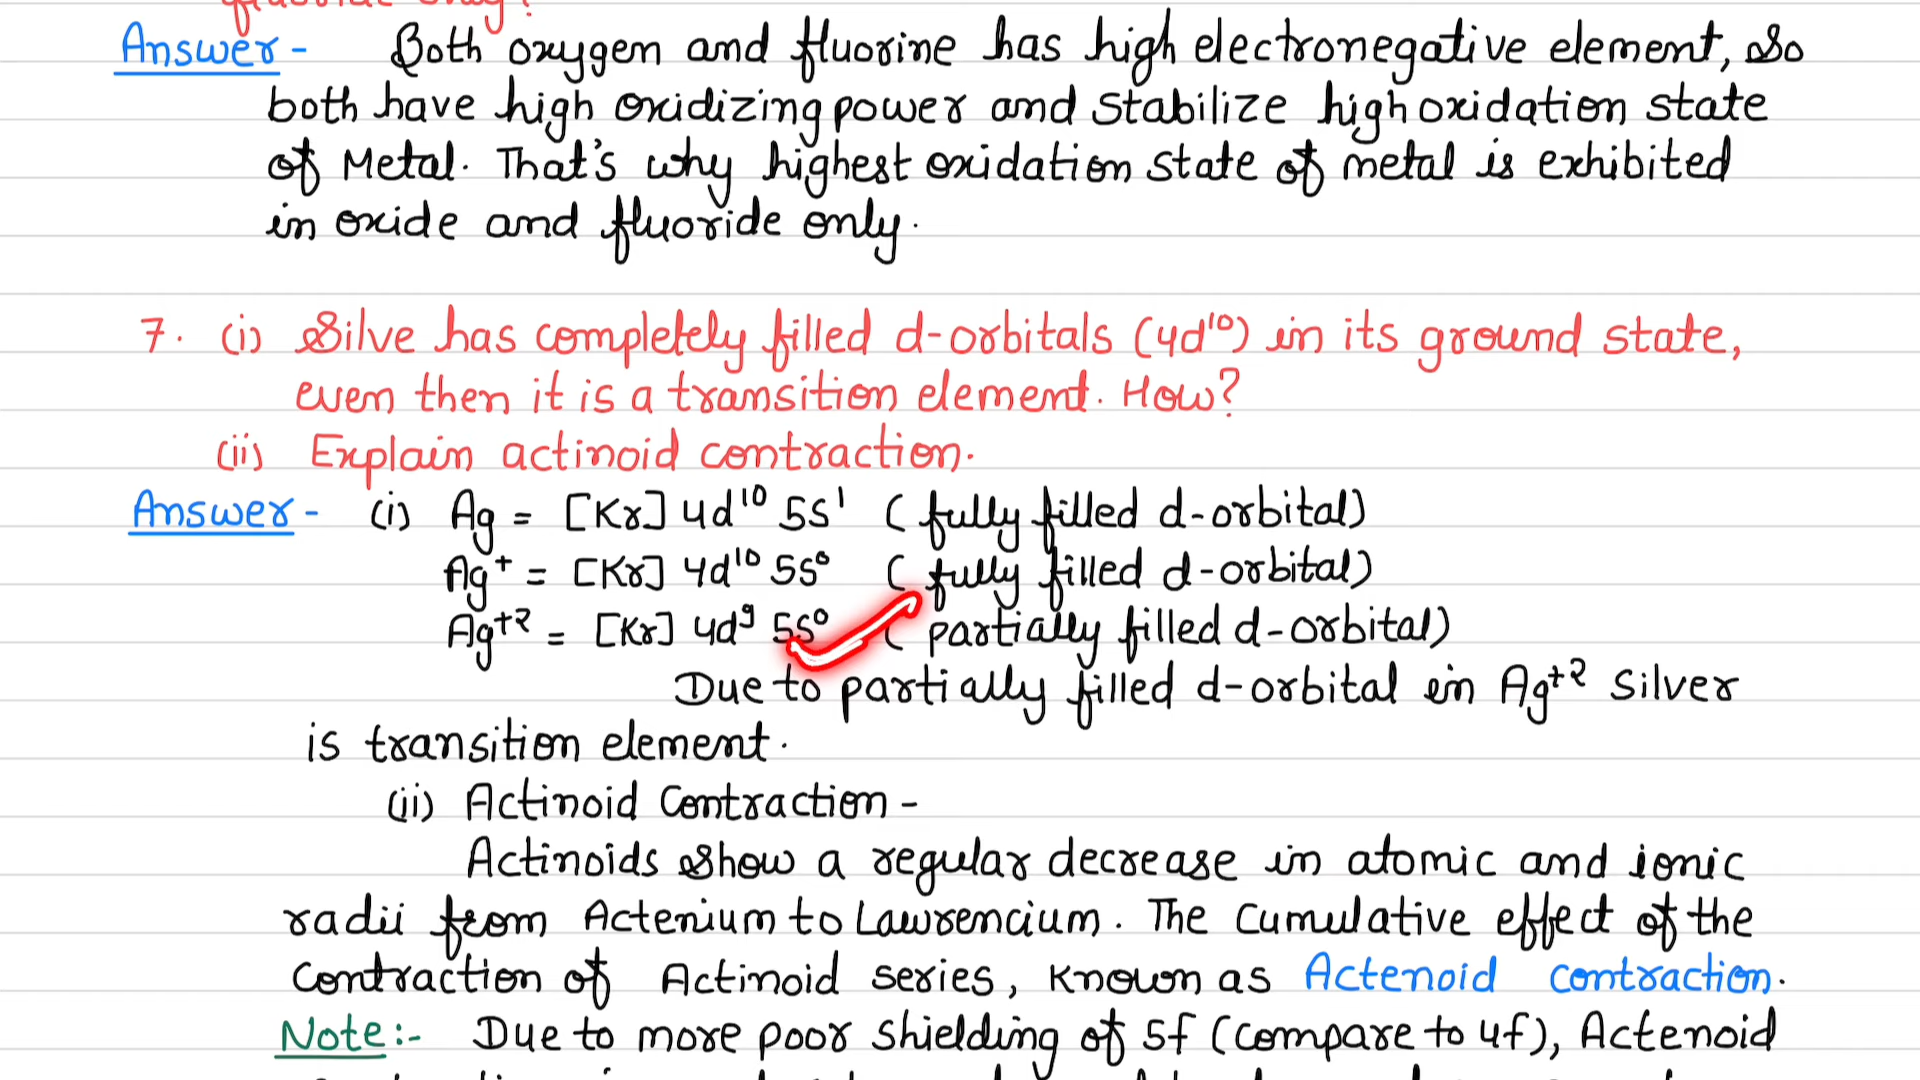 fluoride only?
Answer - Both oxygen and fluorine has high electronegative element, so
both have high oxidizing power and stabilize high oxidation state
of Metal. That's why highest oxidation state of metal is exhibited
in oxide and fluoride only.
7. (i) Silve has completely filled d-orbitals (4d¹⁰) in its ground state,
even then it is a transition element. How?
(ii) Explain actinoid contraction.
Answer - (i) Ag = [Kr] 4d¹⁰ 5s¹ (fully filled d-orbital)
Ag⁺ = [Kr] 4d¹⁰ 5s⁰ (fully filled d-orbital)
Ag⁺² = [Kr] 4d⁹ 5s⁰ (partially filled d-orbital)
Due to partially filled d-orbital in Ag⁺² Silver
is transition element.
(ii) Actinoid Contraction -
Actinoids show a regular decrease in atomic and ionic
radii from Actenium to Lawrencium. The cumulative effect of the
contraction of Actinoid series, known as Actenoid contraction.
Note:- Due to more poor shielding of 5f (compare to 4f), Actenoid